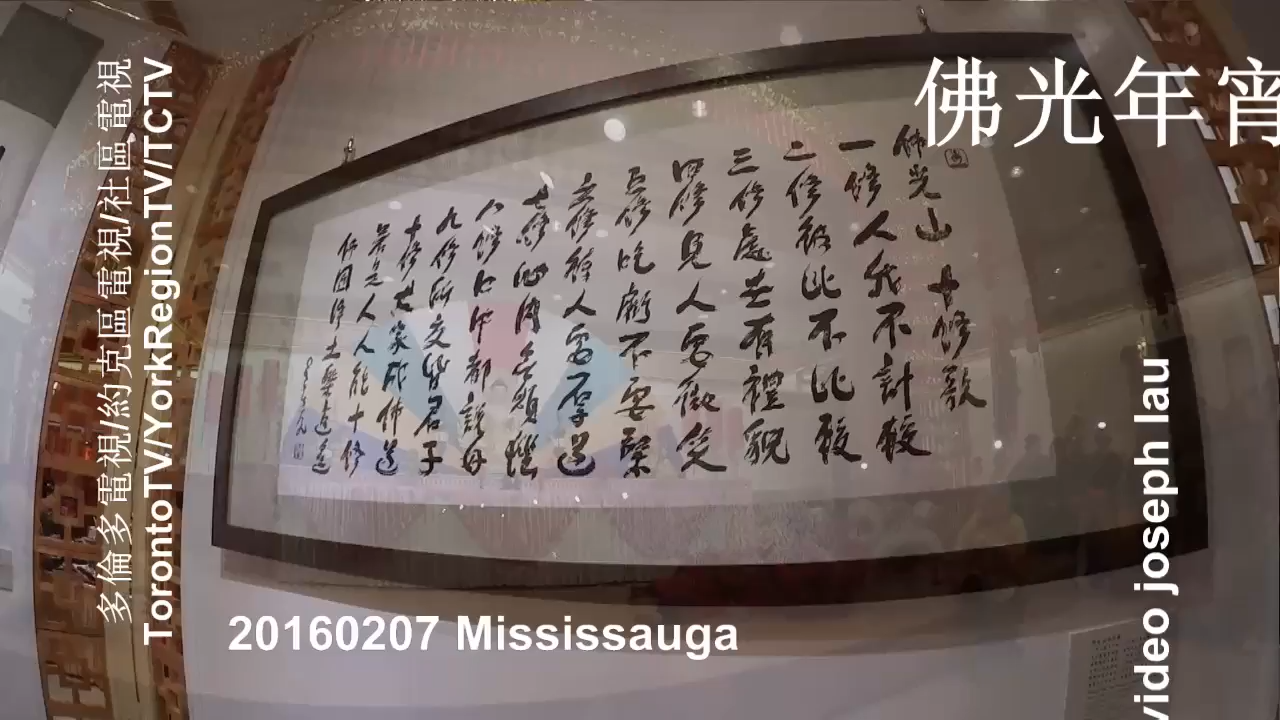 佛光年宵
佛光山 十修歌
一修人我不計較
二修彼此不比較
三修處世有禮貌
四修見人要微笑
五修吃虧不要緊
六修待人要厚道
七修心內無煩惱
八修口中都說好
九修所交皆君子
十修大家成佛道
若是人人能十修
佛國淨土樂逍遙
多倫多電視/約克區電視/社區電視
TorontoTV/YorkRegionTV/TCTV
20160207 Mississauga
video joseph lau